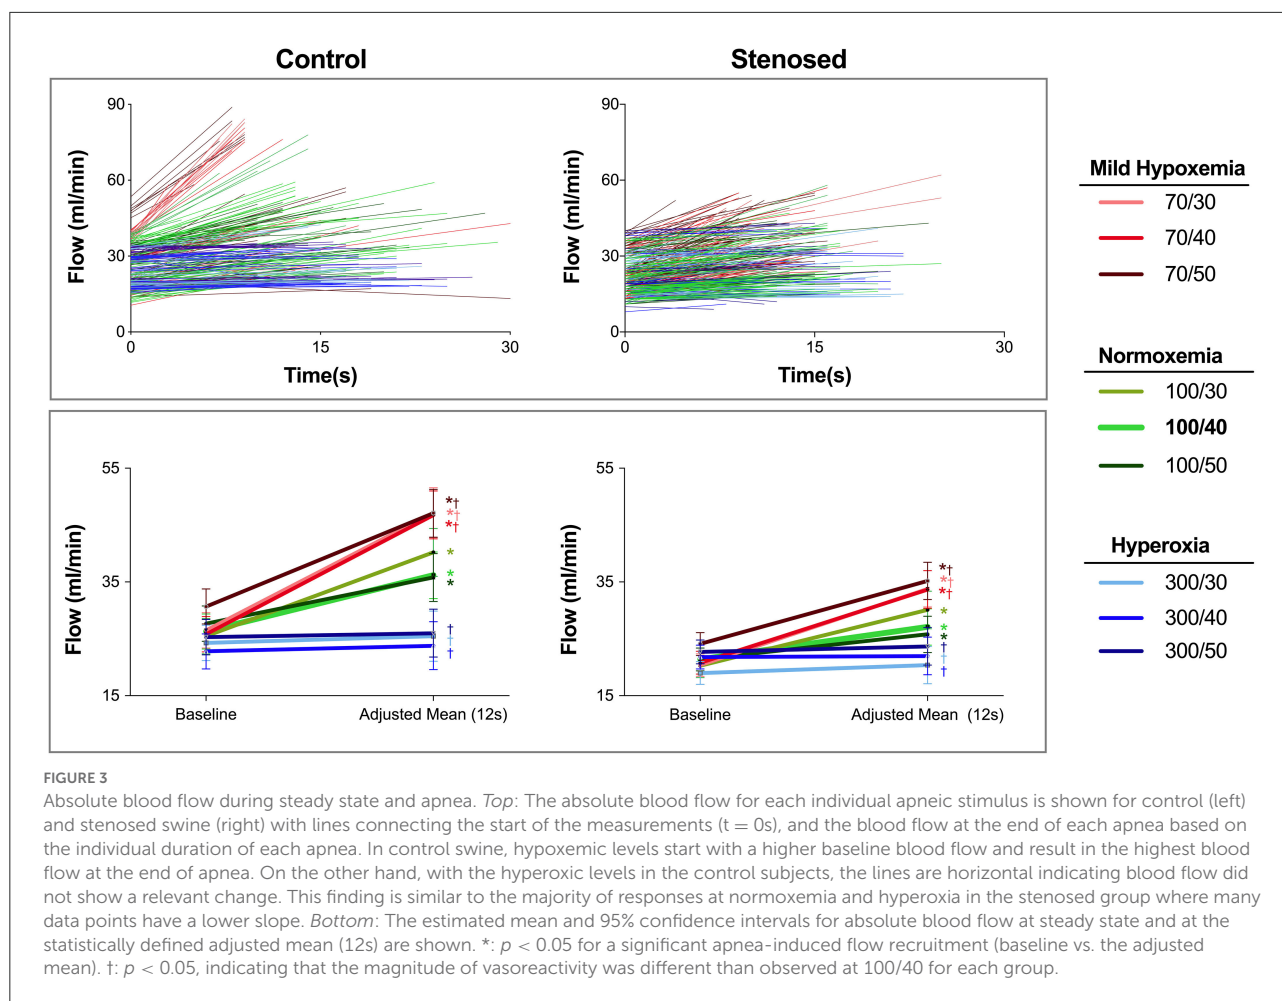 Control
Stenosed
90
60
30
0
Flow (ml/min)
0
15
30
Time(s)
90
60
30
0
Flow (ml/min)
0
15
30
Time(s)
Mild Hypoxemia
70/30
70/40
70/50
Normoxemia
100/30
100/40
100/50
Hyperoxia
300/30
300/40
300/50
55
35
15
Flow (ml/min)
Baseline
Adjusted Mean (12s)
*†
*†
*†
*
*
*
†
†
†
55
35
15
Flow (ml/min)
Baseline
Adjusted Mean (12s)
*†
*†
*†
*
*
*
†
†
†
FIGURE 3
Absolute blood flow during steady state and apnea. Top: The absolute blood flow for each individual apneic stimulus is shown for control (left)
and stenosed swine (right) with lines connecting the start of the measurements (t = 0s), and the blood flow at the end of each apnea based on
the individual duration of each apnea. In control swine, hypoxemic levels start with a higher baseline blood flow and result in the highest blood
flow at the end of apnea. On the other hand, with the hyperoxic levels in the control subjects, the lines are horizontal indicating blood flow did
not show a relevant change. This finding is similar to the majority of responses at normoxemia and hyperoxia in the stenosed group where many
data points have a lower slope. Bottom: The estimated mean and 95% confidence intervals for absolute blood flow at steady state and at the
statistically defined adjusted mean (12s) are shown. *: p < 0.05 for a significant apnea-induced flow recruitment (baseline vs. the adjusted
mean). †: p < 0.05, indicating that the magnitude of vasoreactivity was different than observed at 100/40 for each group.